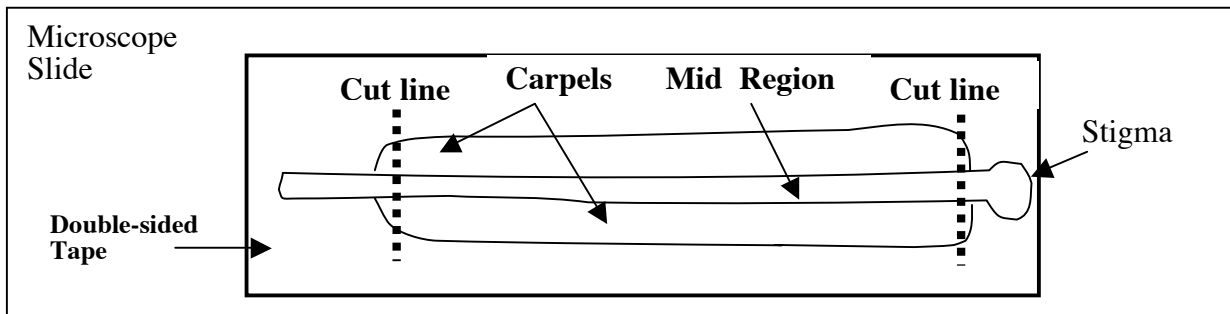 Microscope
Slide
Cut line
Carpels
Mid Region
Cut line
Stigma
Double-sided
Tape